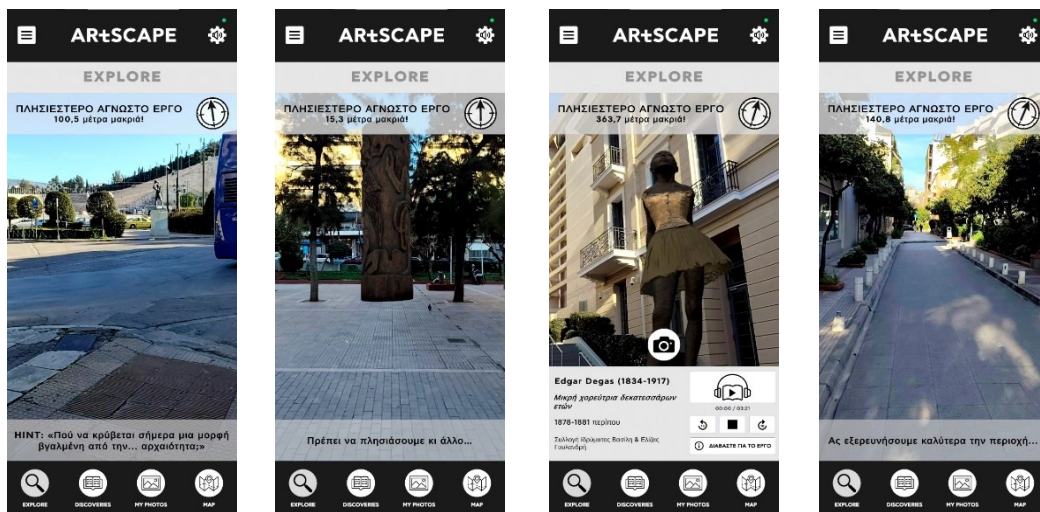 ARtSCAPE
EXPLORE
ΠΛΗΣΙΕΣΤΕΡΟ ΑΓΝΩΣΤΟ ΕΡΓΟ
100,5 μέτρα μακριά!
HINT: «Πού να κρύβεται σήμερα μια μορφή
βγαλμένη από την... αρχαιότητα;»
EXPLORE
DISCOVERIES
MY PHOTOS
MAP
ARtSCAPE
EXPLORE
ΠΛΗΣΙΕΣΤΕΡΟ ΑΓΝΩΣΤΟ ΕΡΓΟ
15,3 μέτρα μακριά!
Πρέπει να πλησιάσουμε κι άλλο...
EXPLORE
DISCOVERIES
MY PHOTOS
MAP
ARtSCAPE
EXPLORE
ΠΛΗΣΙΕΣΤΕΡΟ ΑΓΝΩΣΤΟ ΕΡΓΟ
363,7 μέτρα μακριά!
Edgar Degas (1834-1917)
Μικρή χορεύτρια δεκατεσσάρων
ετών
1878-1881 περίπου
Συλλογή Ιδρύματος Βασίλη & Ελίζας
Γουλανδρή
00:00 / 03:21
5
5
ΔΙΑΒΑΣΤΕ ΓΙΑ ΤΟ ΕΡΓΟ
EXPLORE
DISCOVERIES
MY PHOTOS
MAP
ARtSCAPE
EXPLORE
ΠΛΗΣΙΕΣΤΕΡΟ ΑΓΝΩΣΤΟ ΕΡΓΟ
140,8 μέτρα μακριά!
Ας εξερευνήσουμε καλύτερα την περιοχή...
EXPLORE
DISCOVERIES
MY PHOTOS
MAP